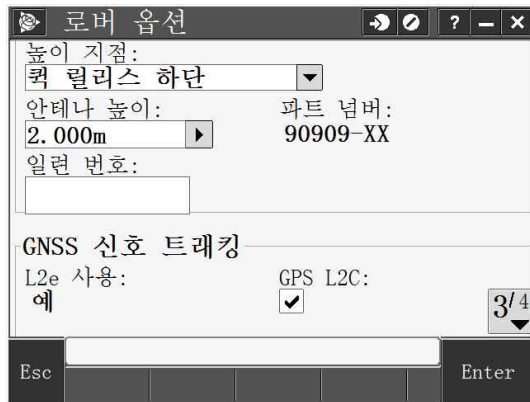 로버 옵션 ? – ×
높이 지점:
퀵 릴리스 하단
안테나 높이: 파트 넘버:
2.000m 90909-XX
일련 번호:
GNSS 신호 트래킹
L2e 사용: GPS L2C:
예
3/4
Esc Enter